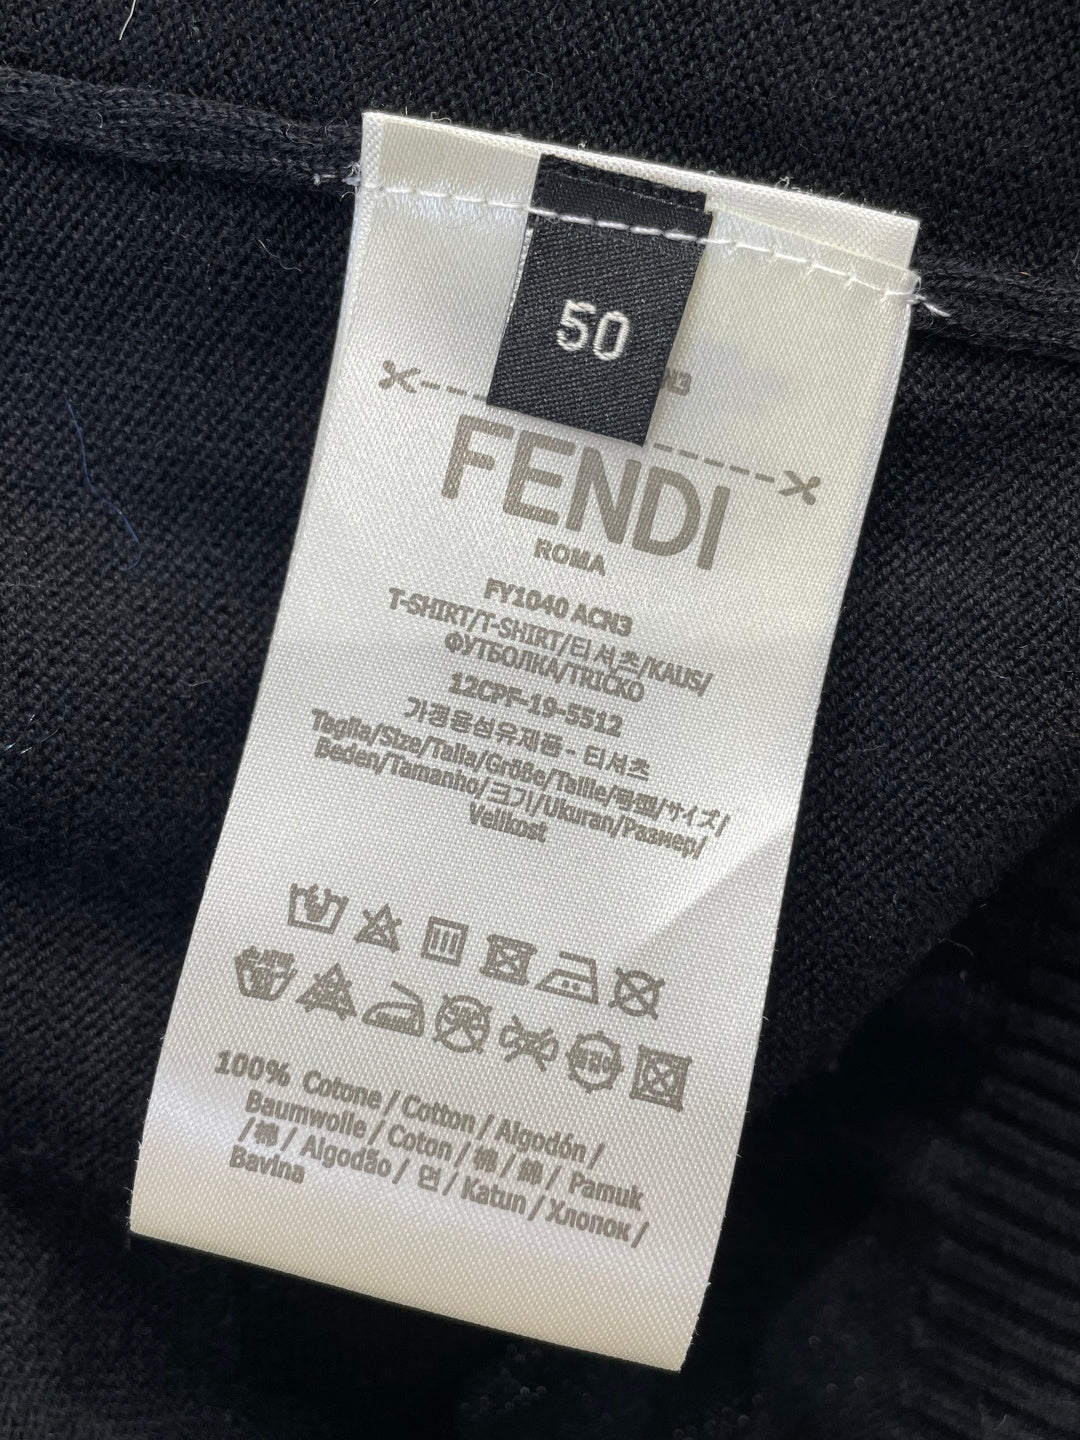 50
N3
FENDI
ROMA
FY1040 ACN3
T-SHIRT/T-SHIRT/티셔츠/KAUS/
ФУТБОЛКА/TRICKO
12CPF-19-5512
가정용섬유제품 - 티셔츠
Taglia/Size/Talla/Größe/Taille/サイズ/
Beden/Tamanho/크기/Ukuran/Размер/
Velikost
100% Cotone / Cotton / Algodón /
Baumwolle / Coton / 棉 / 綿 / Pamuk
/ 棉 / Algodão / 면 / Katun / Хлопок /
Bavlna